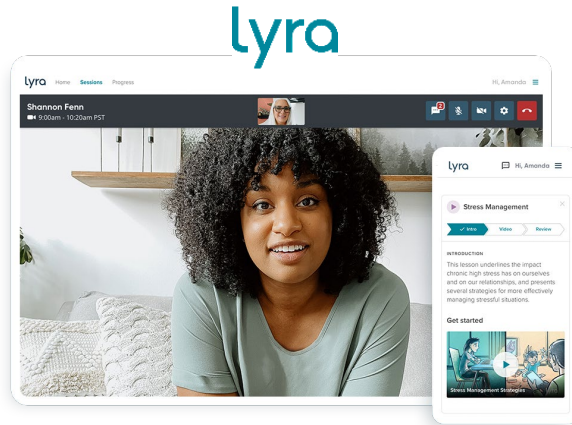 lyra
lyra Home Sessions Progress Hi, Amanda
Shannon Fenn
9:00am - 10:20am PST
2
lyra Hi, Amanda
Stress Management
Intro Video Review
INTRODUCTION
This lesson underlines the impact
chronic high stress has on ourselves
and on our relationships, and presents
several strategies for more effectively
managing stressful situations.
Get started
Stress Management Strategies